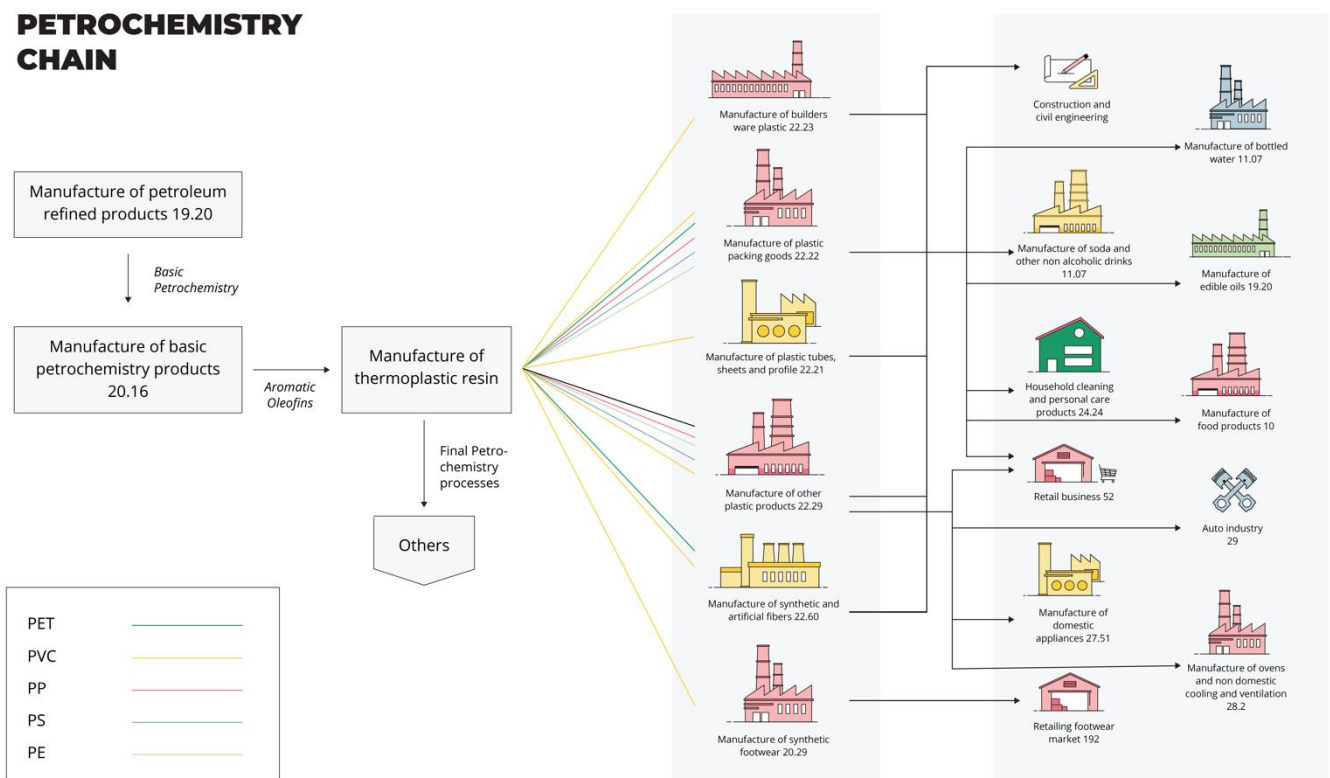 PETROCHEMISTRY
CHAIN
Manufacture of petroleum
refined products 19.20
Basic
Petrochemistry
Manufacture of basic
petrochemistry products
20.16
Aromatic
Oleofins
Manufacture of
thermoplastic resin
Final Petro-
chemistry
processes
Others
PET
PVC
PP
PS
PE
Manufacture of builders
ware plastic 22.23
Manufacture of plastic
packing goods 22.22
Manufacture of plastic tubes,
sheets and profile 22.21
Manufacture of other
plastic products 22.29
Manufacture of synthetic and
artificial fibers 22.60
Manufacture of synthetic
footwear 20.29
Construction and
civil engineering
Manufacture of bottled
water 11.07
Manufacture of soda and
other non alcoholic drinks
11.07
Manufacture of
edible oils 19.20
Household cleaning
and personal care
products 24.24
Manufacture of
food products 10
Retail business 52
Auto industry
29
Manufacture of
domestic
appliances 27.51
Manufacture of ovens
and non domestic
cooling and ventilation
28.2
Retailing footwear
market 192